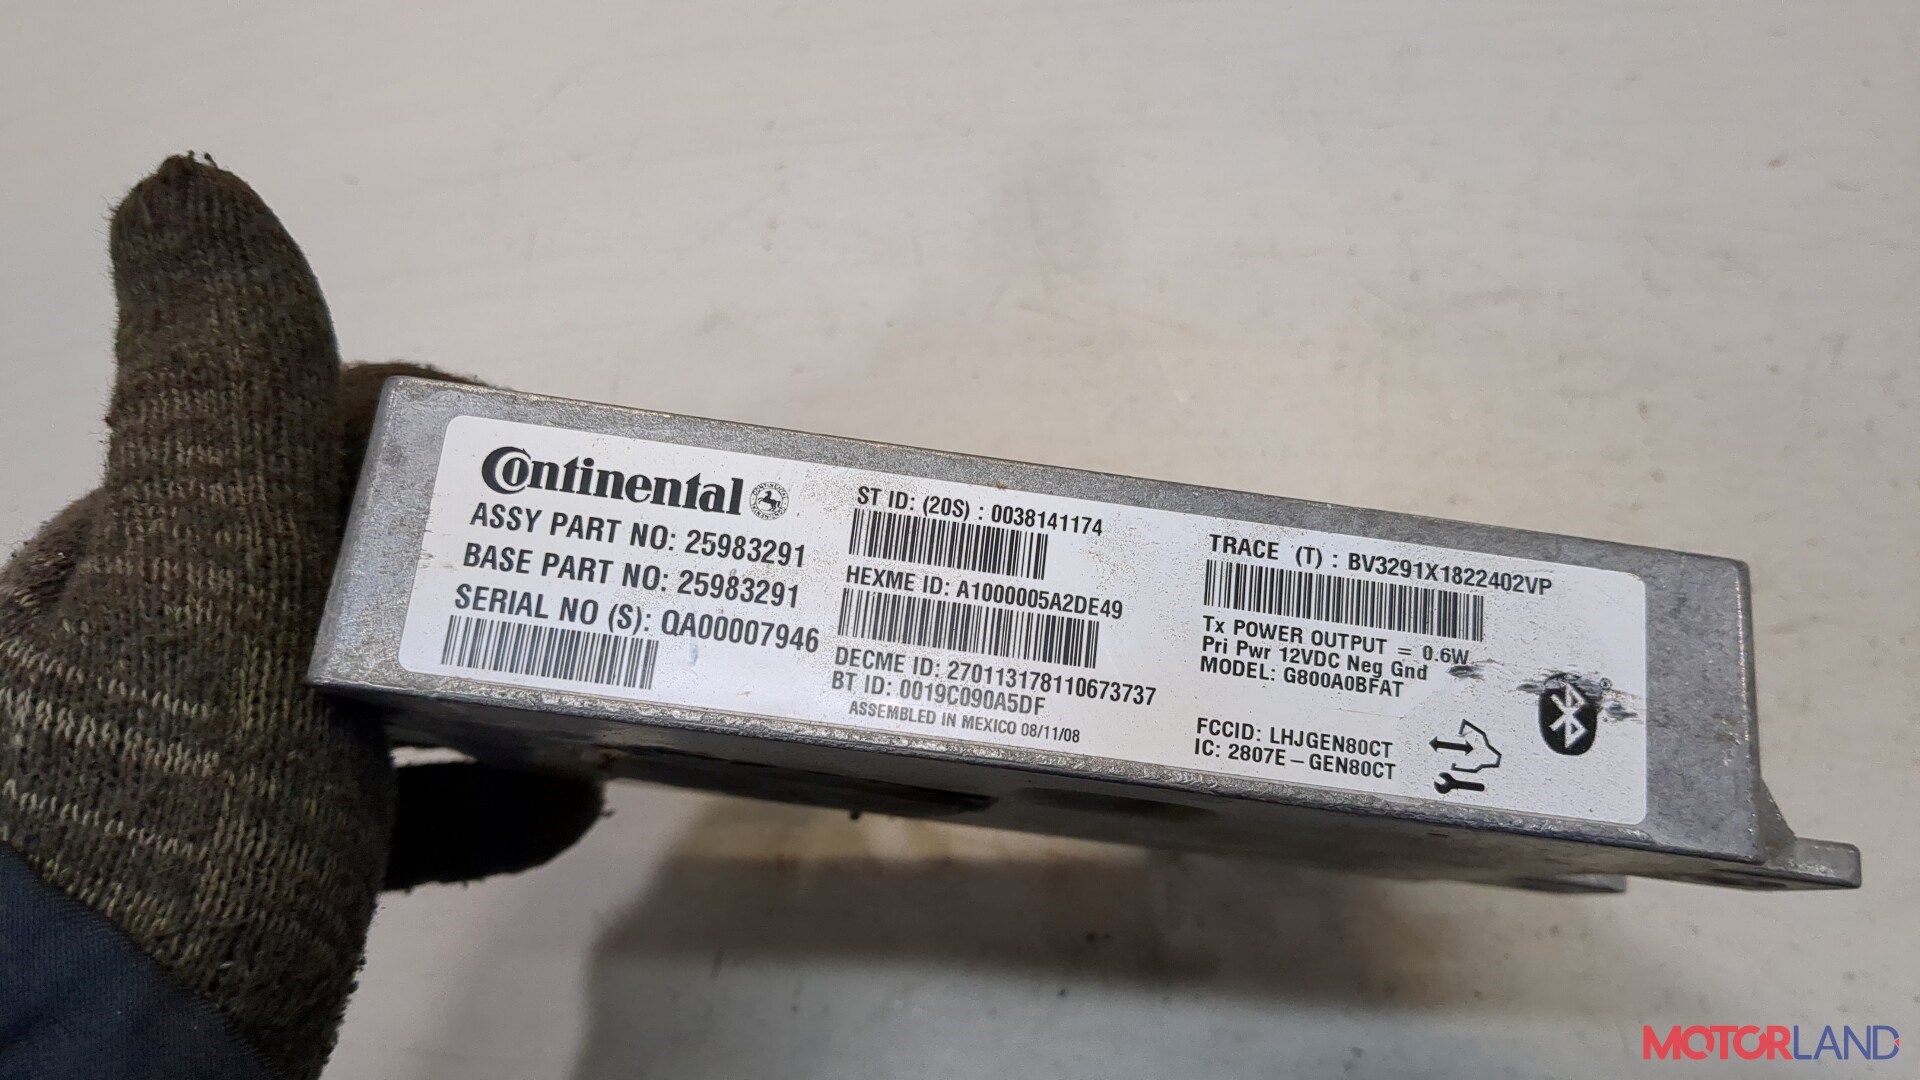 Continental
ASSY PART NO: 25983291
BASE PART NO: 25983291
SERIAL NO (S): QA00007946
ST ID: (20S) : 0038141174
HEXME ID: A1000005A2DE49
DECME ID: 270113178110673737
BT ID: 0019C090A5DF
ASSEMBLED IN MEXICO 08/11/08
TRACE (T) : BV3291X1822402VP
Tx POWER OUTPUT = 0.6W
Pri Pwr 12VDC Neg Gnd
MODEL: G800A0BFAT
FCCID: LHJGEN80CT
IC: 2807E-GEN80CT
MOTORLAND